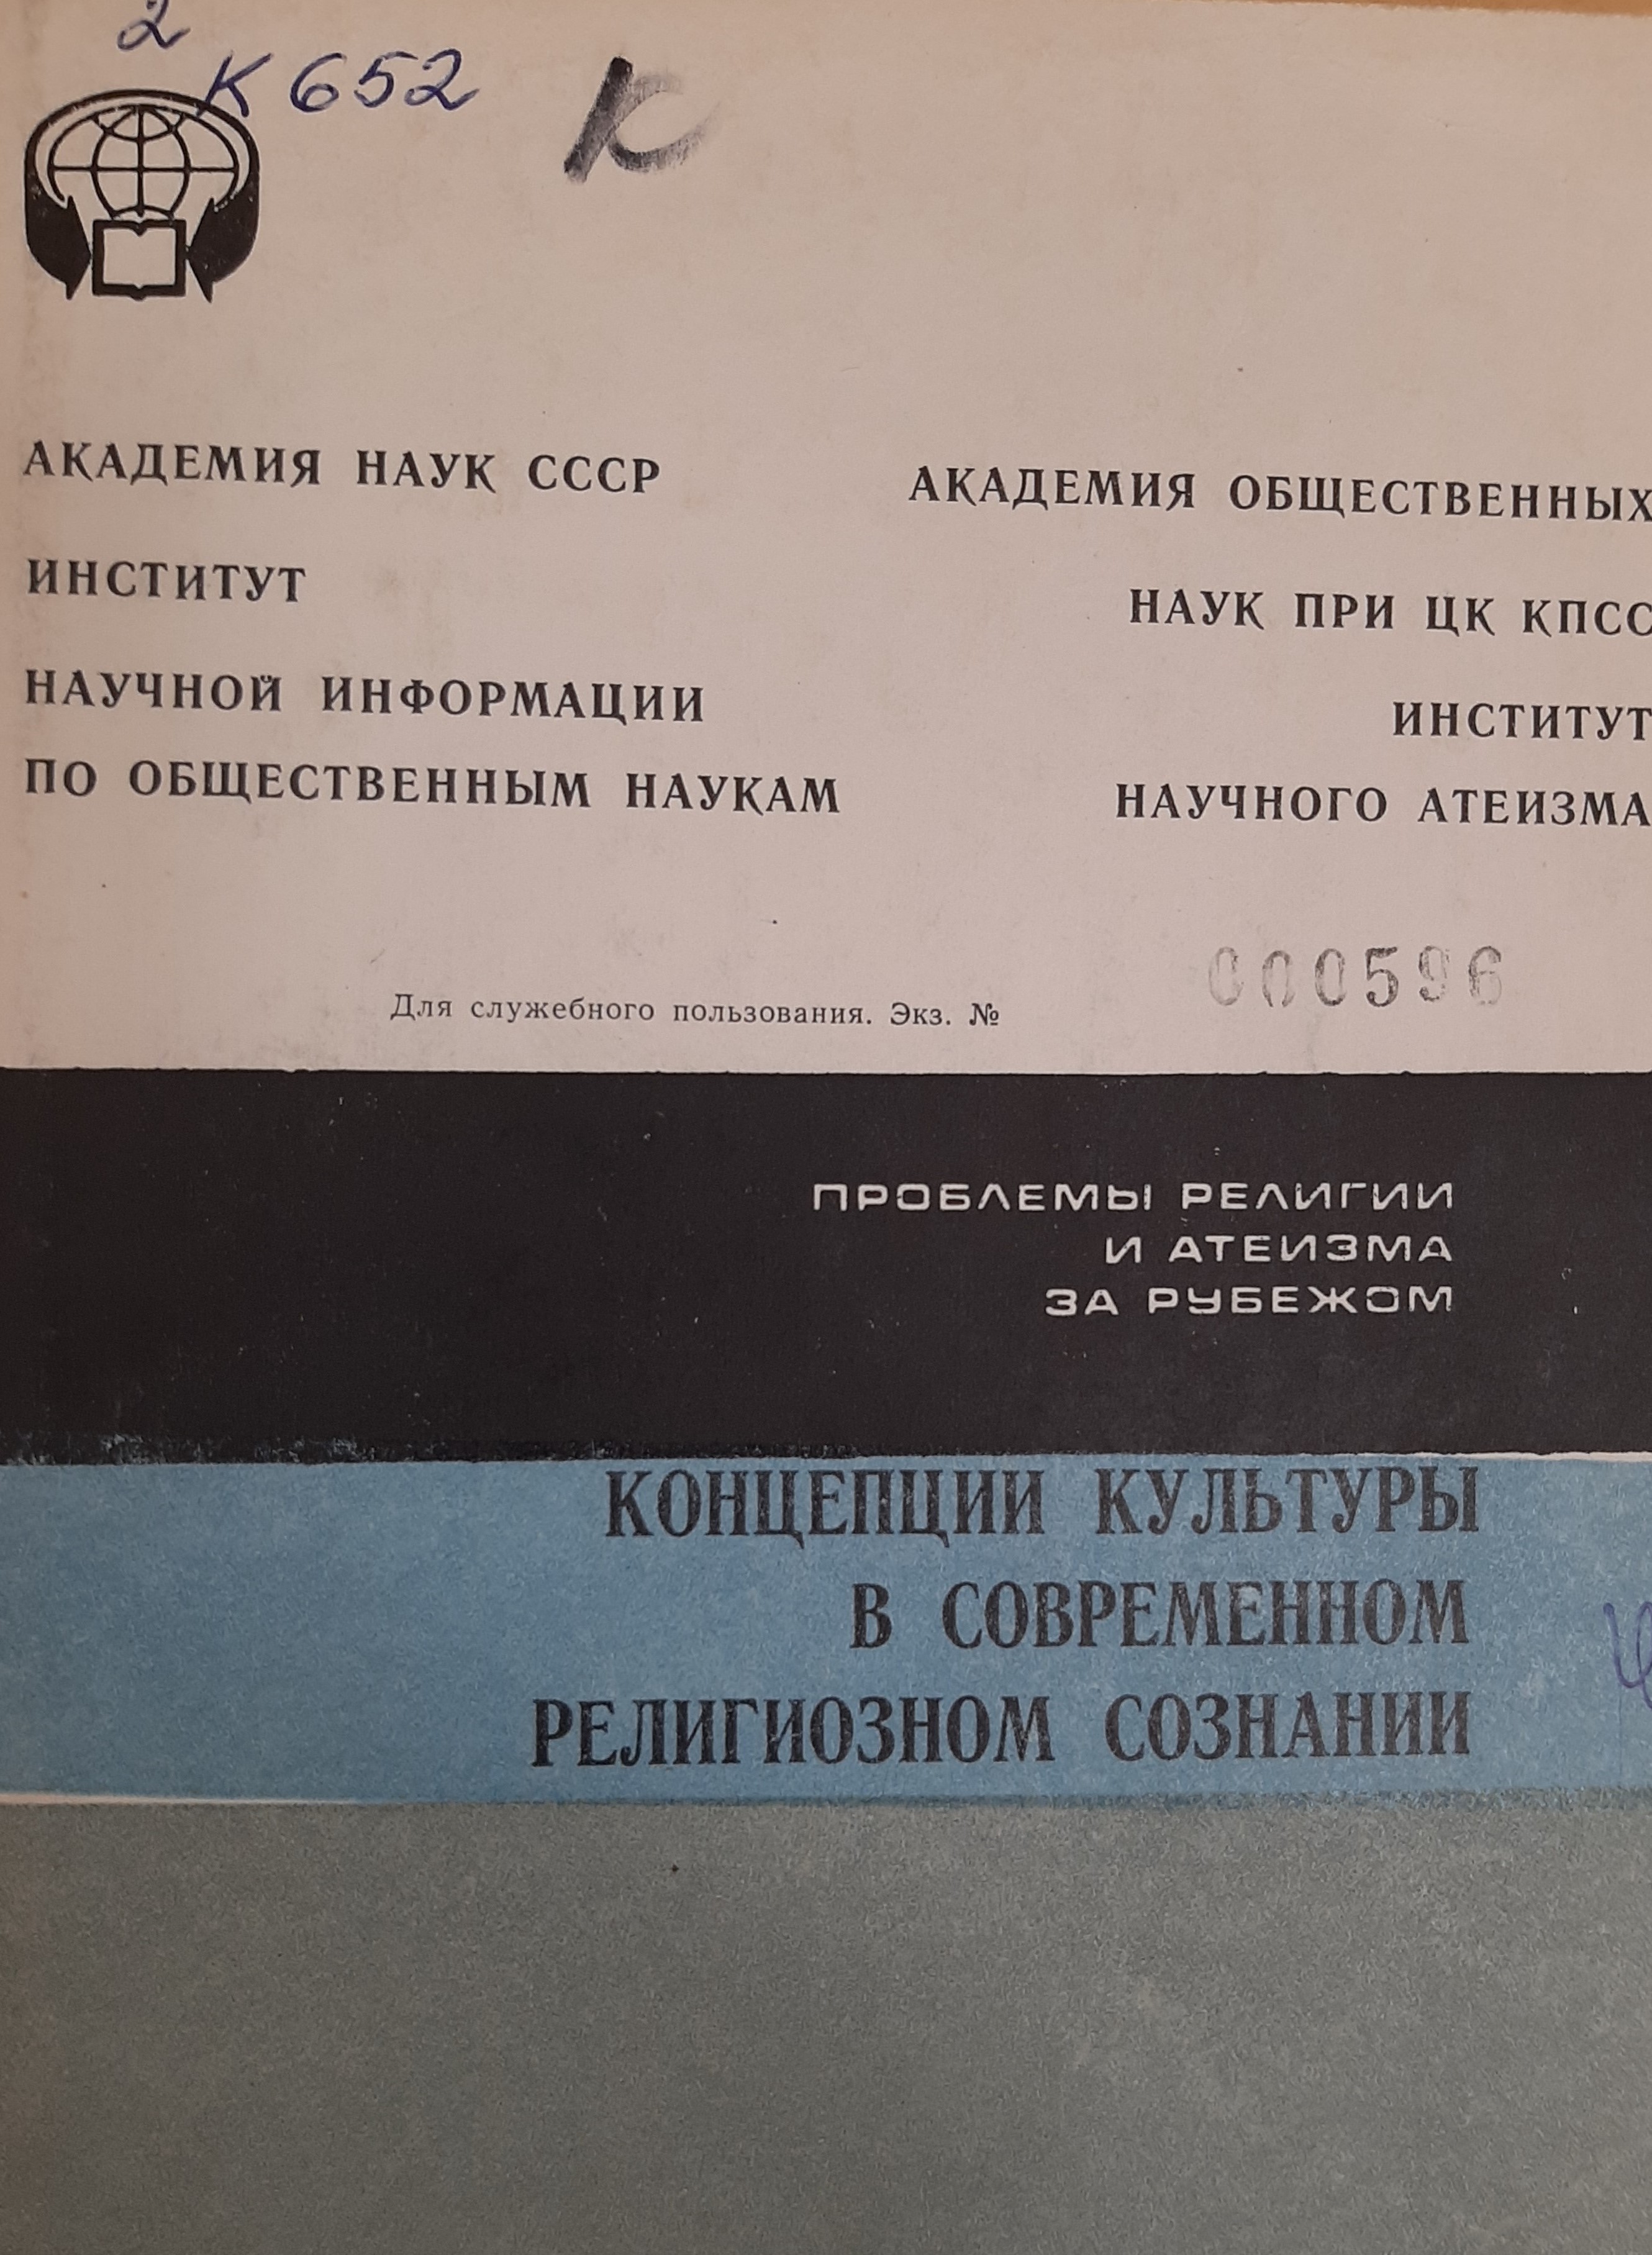 2
К 652
К
АКАДЕМИЯ НАУК СССР
ИНСТИТУТ
НАУЧНОЙ ИНФОРМАЦИИ
ПО ОБЩЕСТВЕННЫМ НАУКАМ
АКАДЕМИЯ ОБЩЕСТВЕННЫХ
НАУК ПРИ ЦК КПСС
ИНСТИТУТ
НАУЧНОГО АТЕИЗМА
Для служебного пользования. Экз. № 000596
ПРОБЛЕМЫ РЕЛИГИИ
И АТЕИЗМА
ЗА РУБЕЖОМ
КОНЦЕПЦИИ КУЛЬТУРЫ
В СОВРЕМЕННОМ
РЕЛИГИОЗНОМ СОЗНАНИИ